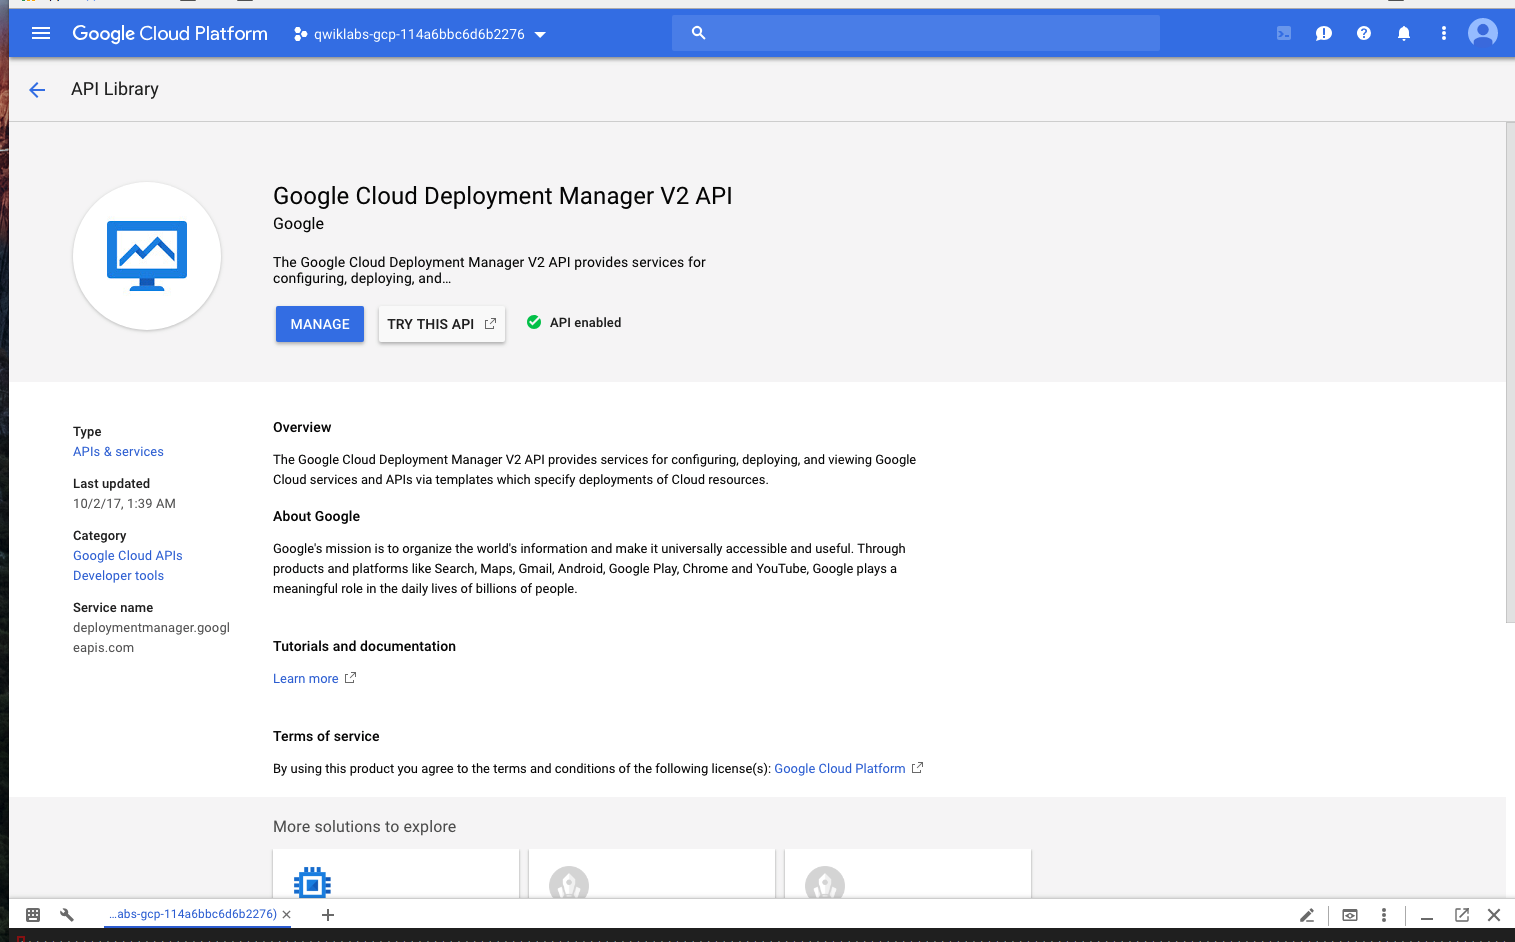 Google Cloud Platform
qwiklabs-gcp-114a6bbc6d6b2276
API Library
Google Cloud Deployment Manager V2 API
Google
The Google Cloud Deployment Manager V2 API provides services for
configuring, deploying, and…
MANAGE
TRY THIS API
API enabled
Type
APIs & services
Last updated
10/2/17, 1:39 AM
Category
Google Cloud APIs
Developer tools
Service name
deploymentmanager.googl
eapis.com
Overview
The Google Cloud Deployment Manager V2 API provides services for configuring, deploying, and viewing Google
Cloud services and APIs via templates which specify deployments of Cloud resources.
About Google
Google's mission is to organize the world's information and make it universally accessible and useful. Through
products and platforms like Search, Maps, Gmail, Android, Google Play, Chrome and YouTube, Google plays a
meaningful role in the daily lives of billions of people.
Tutorials and documentation
Learn more
Terms of service
By using this product you agree to the terms and conditions of the following license(s): Google Cloud Platform
More solutions to explore
...abs-gcp-114a6bbc6d6b2276)